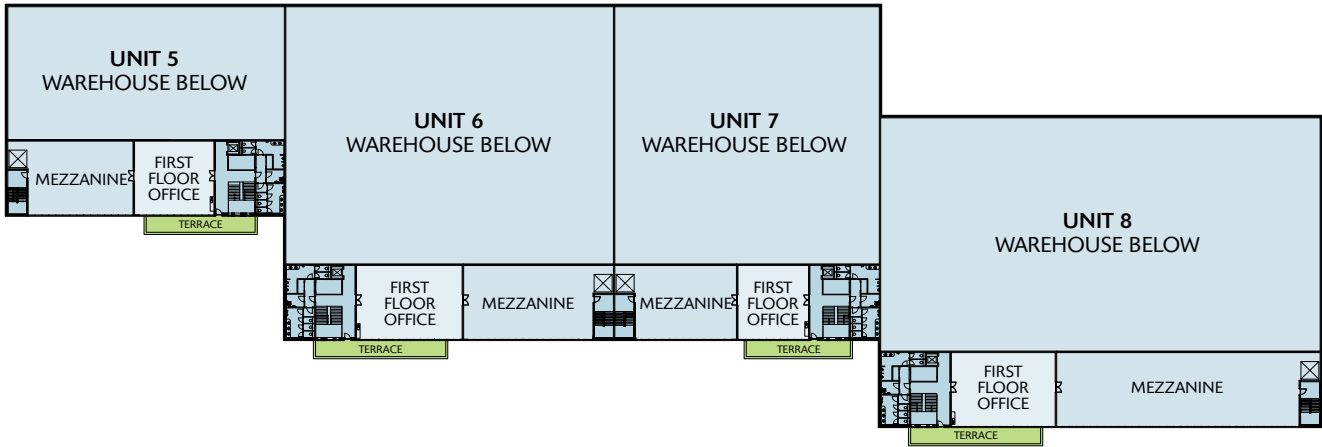 UNIT 5
WAREHOUSE BELOW
MEZZANINE
FIRST
FLOOR
OFFICE
TERRACE
UNIT 6
WAREHOUSE BELOW
FIRST
FLOOR
OFFICE
MEZZANINE
TERRACE
UNIT 7
WAREHOUSE BELOW
MEZZANINE
FIRST
FLOOR
OFFICE
TERRACE
UNIT 8
WAREHOUSE BELOW
FIRST
FLOOR
OFFICE
MEZZANINE
TERRACE